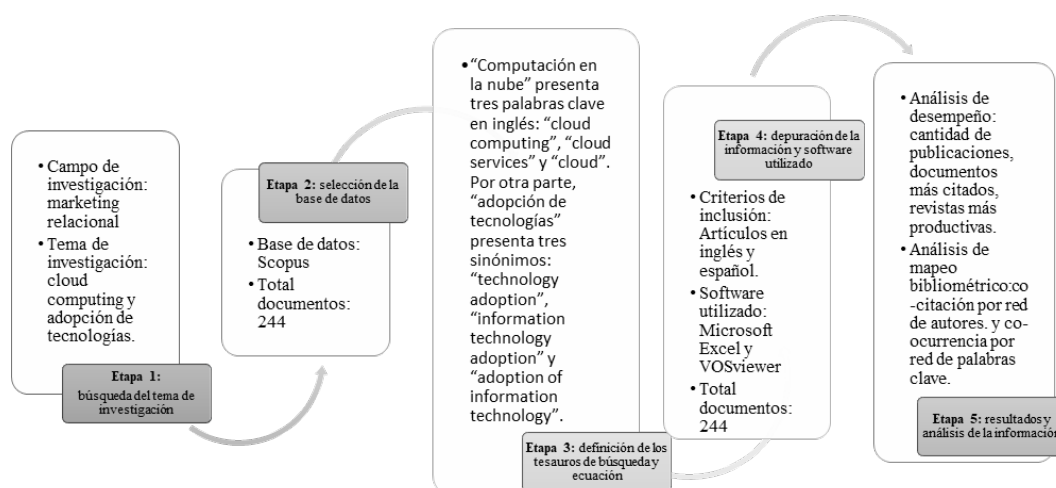 • Campo de
investigación:
marketing
relacional
• Tema de
investigación:
cloud
computing y
adopción de
tecnologías.
Etapa 1:
búsqueda del tema de
investigación
Etapa 2: selección de la
base de datos
• Base de datos:
Scopus
• Total
documentos:
244
• “Computación en
la nube” presenta
tres palabras clave
en inglés: “cloud
computing”, “cloud
services” y “cloud”.
Por otra parte,
“adopción de
tecnologías”
presenta tres
sinónimos:
“technology
adoption”,
“information
technology
adoption” y
“adoption of
information
technology”.
Etapa 3: definición de los
tesauros de búsqueda y
ecuación
Etapa 4: depuración de la
información y software
utilizado
• Criterios de
inclusión:
Artículos en
inglés y
español.
• Software
utilizado:
Microsoft
Excel y
VOSviewer
• Total
documentos:
244
• Análisis de
desempeño:
cantidad de
publicaciones,
documentos
más citados,
revistas más
productivas.
• Análisis de
mapeo
bibliométrico:co
-citación por red
de autores. y co-
ocurrencia por
red de palabras
clave.
Etapa 5: resultados y
análisis de la información